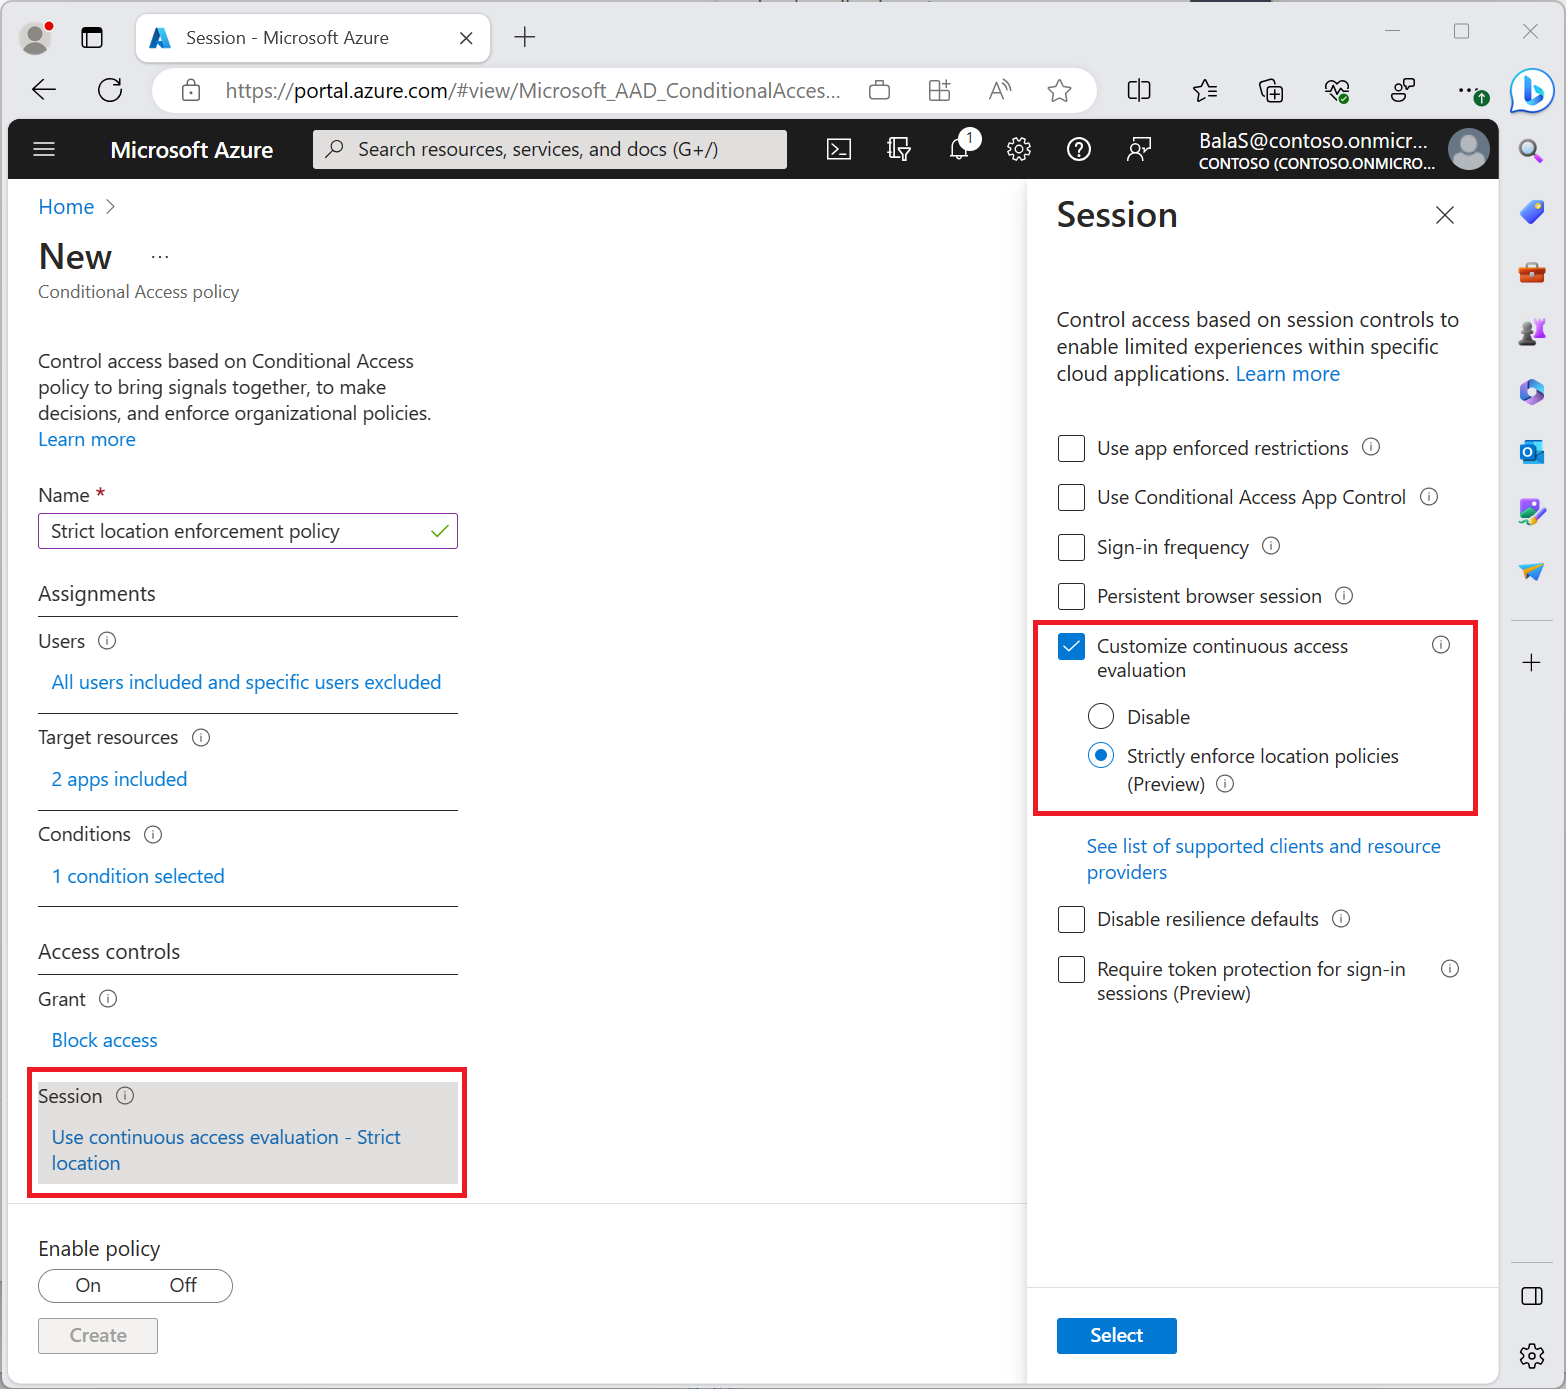 Session - Microsoft Azure
https://portal.azure.com/#view/Microsoft_AAD_ConditionalAcces...
Microsoft Azure
Search resources, services, and docs (G+/)
1
BalaS@contoso.onmicr...
CONTOSO (CONTOSO.ONMICRO...
Home
New
...
Conditional Access policy
Control access based on Conditional Access
policy to bring signals together, to make
decisions, and enforce organizational policies.
Learn more
Name *
Strict location enforcement policy
Assignments
Users
All users included and specific users excluded
Target resources
2 apps included
Conditions
1 condition selected
Access controls
Grant
Block access
Session
Use continuous access evaluation - Strict
location
Enable policy
On Off
Create
Session
Control access based on session controls to
enable limited experiences within specific
cloud applications. Learn more
Use app enforced restrictions
Use Conditional Access App Control
Sign-in frequency
Persistent browser session
Customize continuous access
evaluation
Disable
Strictly enforce location policies
(Preview)
See list of supported clients and resource
providers
Disable resilience defaults
Require token protection for sign-in
sessions (Preview)
Select